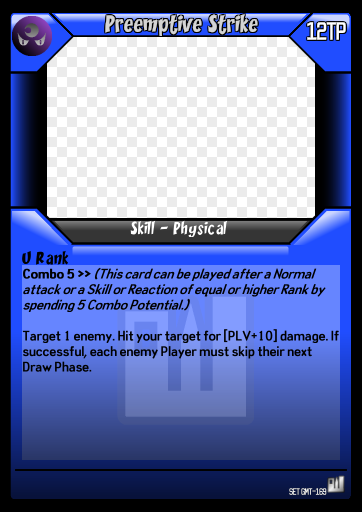 Preemptive Strike
12TP
Skill - Physical
U Rank
Combo 5 >> (This card can be played after a Normal
attack or a Skill or Reaction of equal or higher Rank by
spending 5 Combo Potential.)
Target 1 enemy. Hit your target for [PLV+10] damage. If
successful, each enemy Player must skip their next
Draw Phase.
SET GMT-169